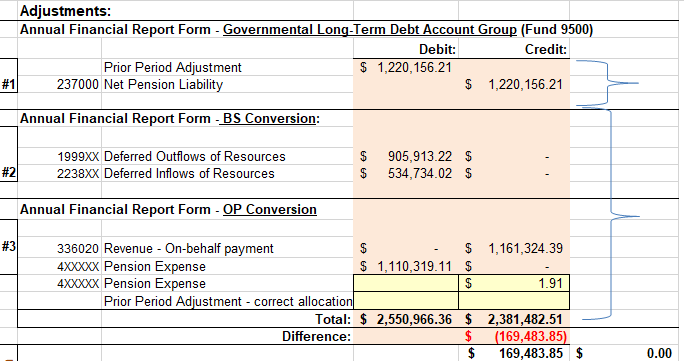 Adjustments:
Annual Financial Report Form - Governmental Long-Term Debt Account Group (Fund 9500)
Debit: Credit:
Prior Period Adjustment $ 1,220,156.21
#1 237000 Net Pension Liability $ 1,220,156.21
Annual Financial Report Form - BS Conversion:
1999XX Deferred Outflows of Resources $ 905,913.22 $ -
#2 2238XX Deferred Inflows of Resources $ 534,734.02 $ -
Annual Financial Report Form - OP Conversion
#3 336020 Revenue - On-behalf payment $ - $ 1,161,324.39
4XXXXX Pension Expense $ 1,110,319.11 $ -
4XXXXX Pension Expense $ 1.91
Prior Period Adjustment - correct allocation
Total: $ 2,550,966.36 $ 2,381,482.51
Difference: $ (169,483.85)
$ 169,483.85 $ 0.00